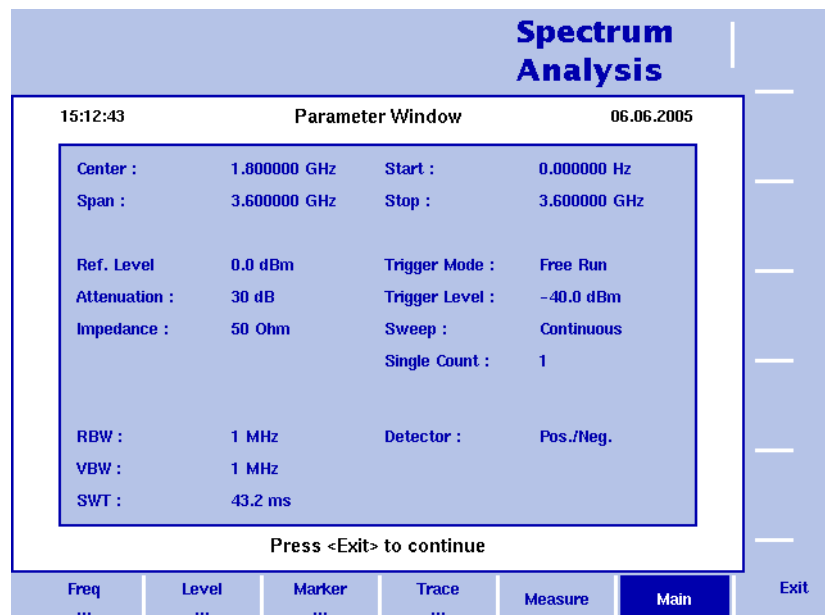 Spectrum
Analysis
15:12:43 Parameter Window 06.06.2005
Center : 1.800000 GHz Start : 0.000000 Hz
Span : 3.600000 GHz Stop : 3.600000 GHz
Ref. Level 0.0 dBm Trigger Mode : Free Run
Attenuation : 30 dB Trigger Level : -40.0 dBm
Impedance : 50 Ohm Sweep : Continuous
Single Count : 1
RBW : 1 MHz Detector : Pos./Neg.
VBW : 1 MHz
SWT : 43.2 ms
Press <Exit> to continue
Freq ... Level ... Marker ... Trace ... Measure Main Exit